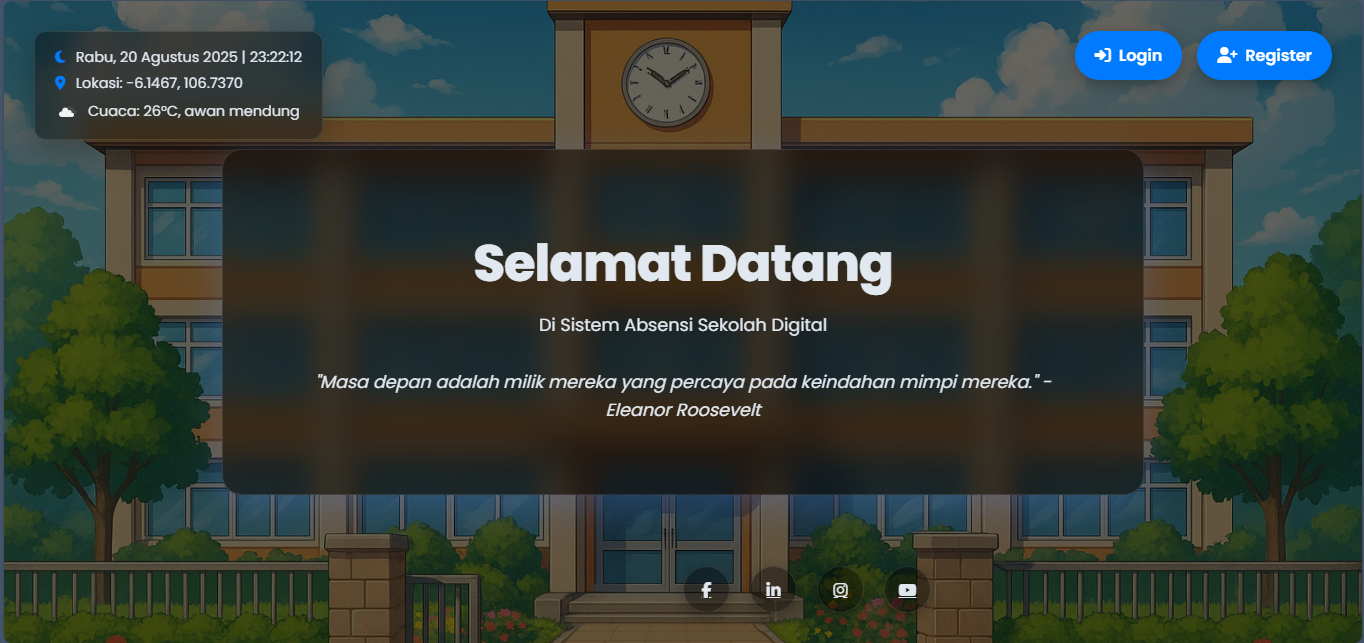 Rabu, 20 Agustus 2025 | 23:22:12
Lokasi: -6.1467, 106.7370
Cuaca: 26°C, awan mendung
Login
Register
Selamat Datang
Di Sistem Absensi Sekolah Digital
"Masa depan adalah milik mereka yang percaya pada keindahan mimpi mereka." -
Eleanor Roosevelt